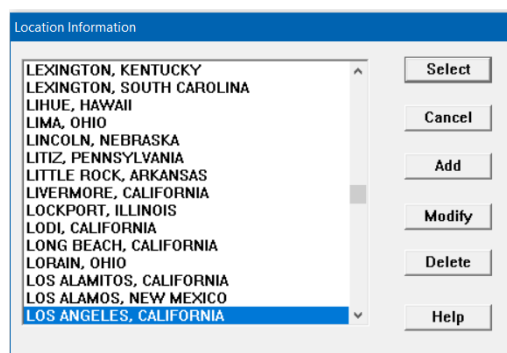 Location Information
LEXINGTON, KENTUCKY
LEXINGTON, SOUTH CAROLINA
LIHUE, HAWAII
LIMA, OHIO
LINCOLN, NEBRASKA
LITIZ, PENNSYLVANIA
LITTLE ROCK, ARKANSAS
LIVERMORE, CALIFORNIA
LOCKPORT, ILLINOIS
LODI, CALIFORNIA
LONG BEACH, CALIFORNIA
LORAIN, OHIO
LOS ALAMITOS, CALIFORNIA
LOS ALAMOS, NEW MEXICO
LOS ANGELES, CALIFORNIA
Select
Cancel
Add
Modify
Delete
Help